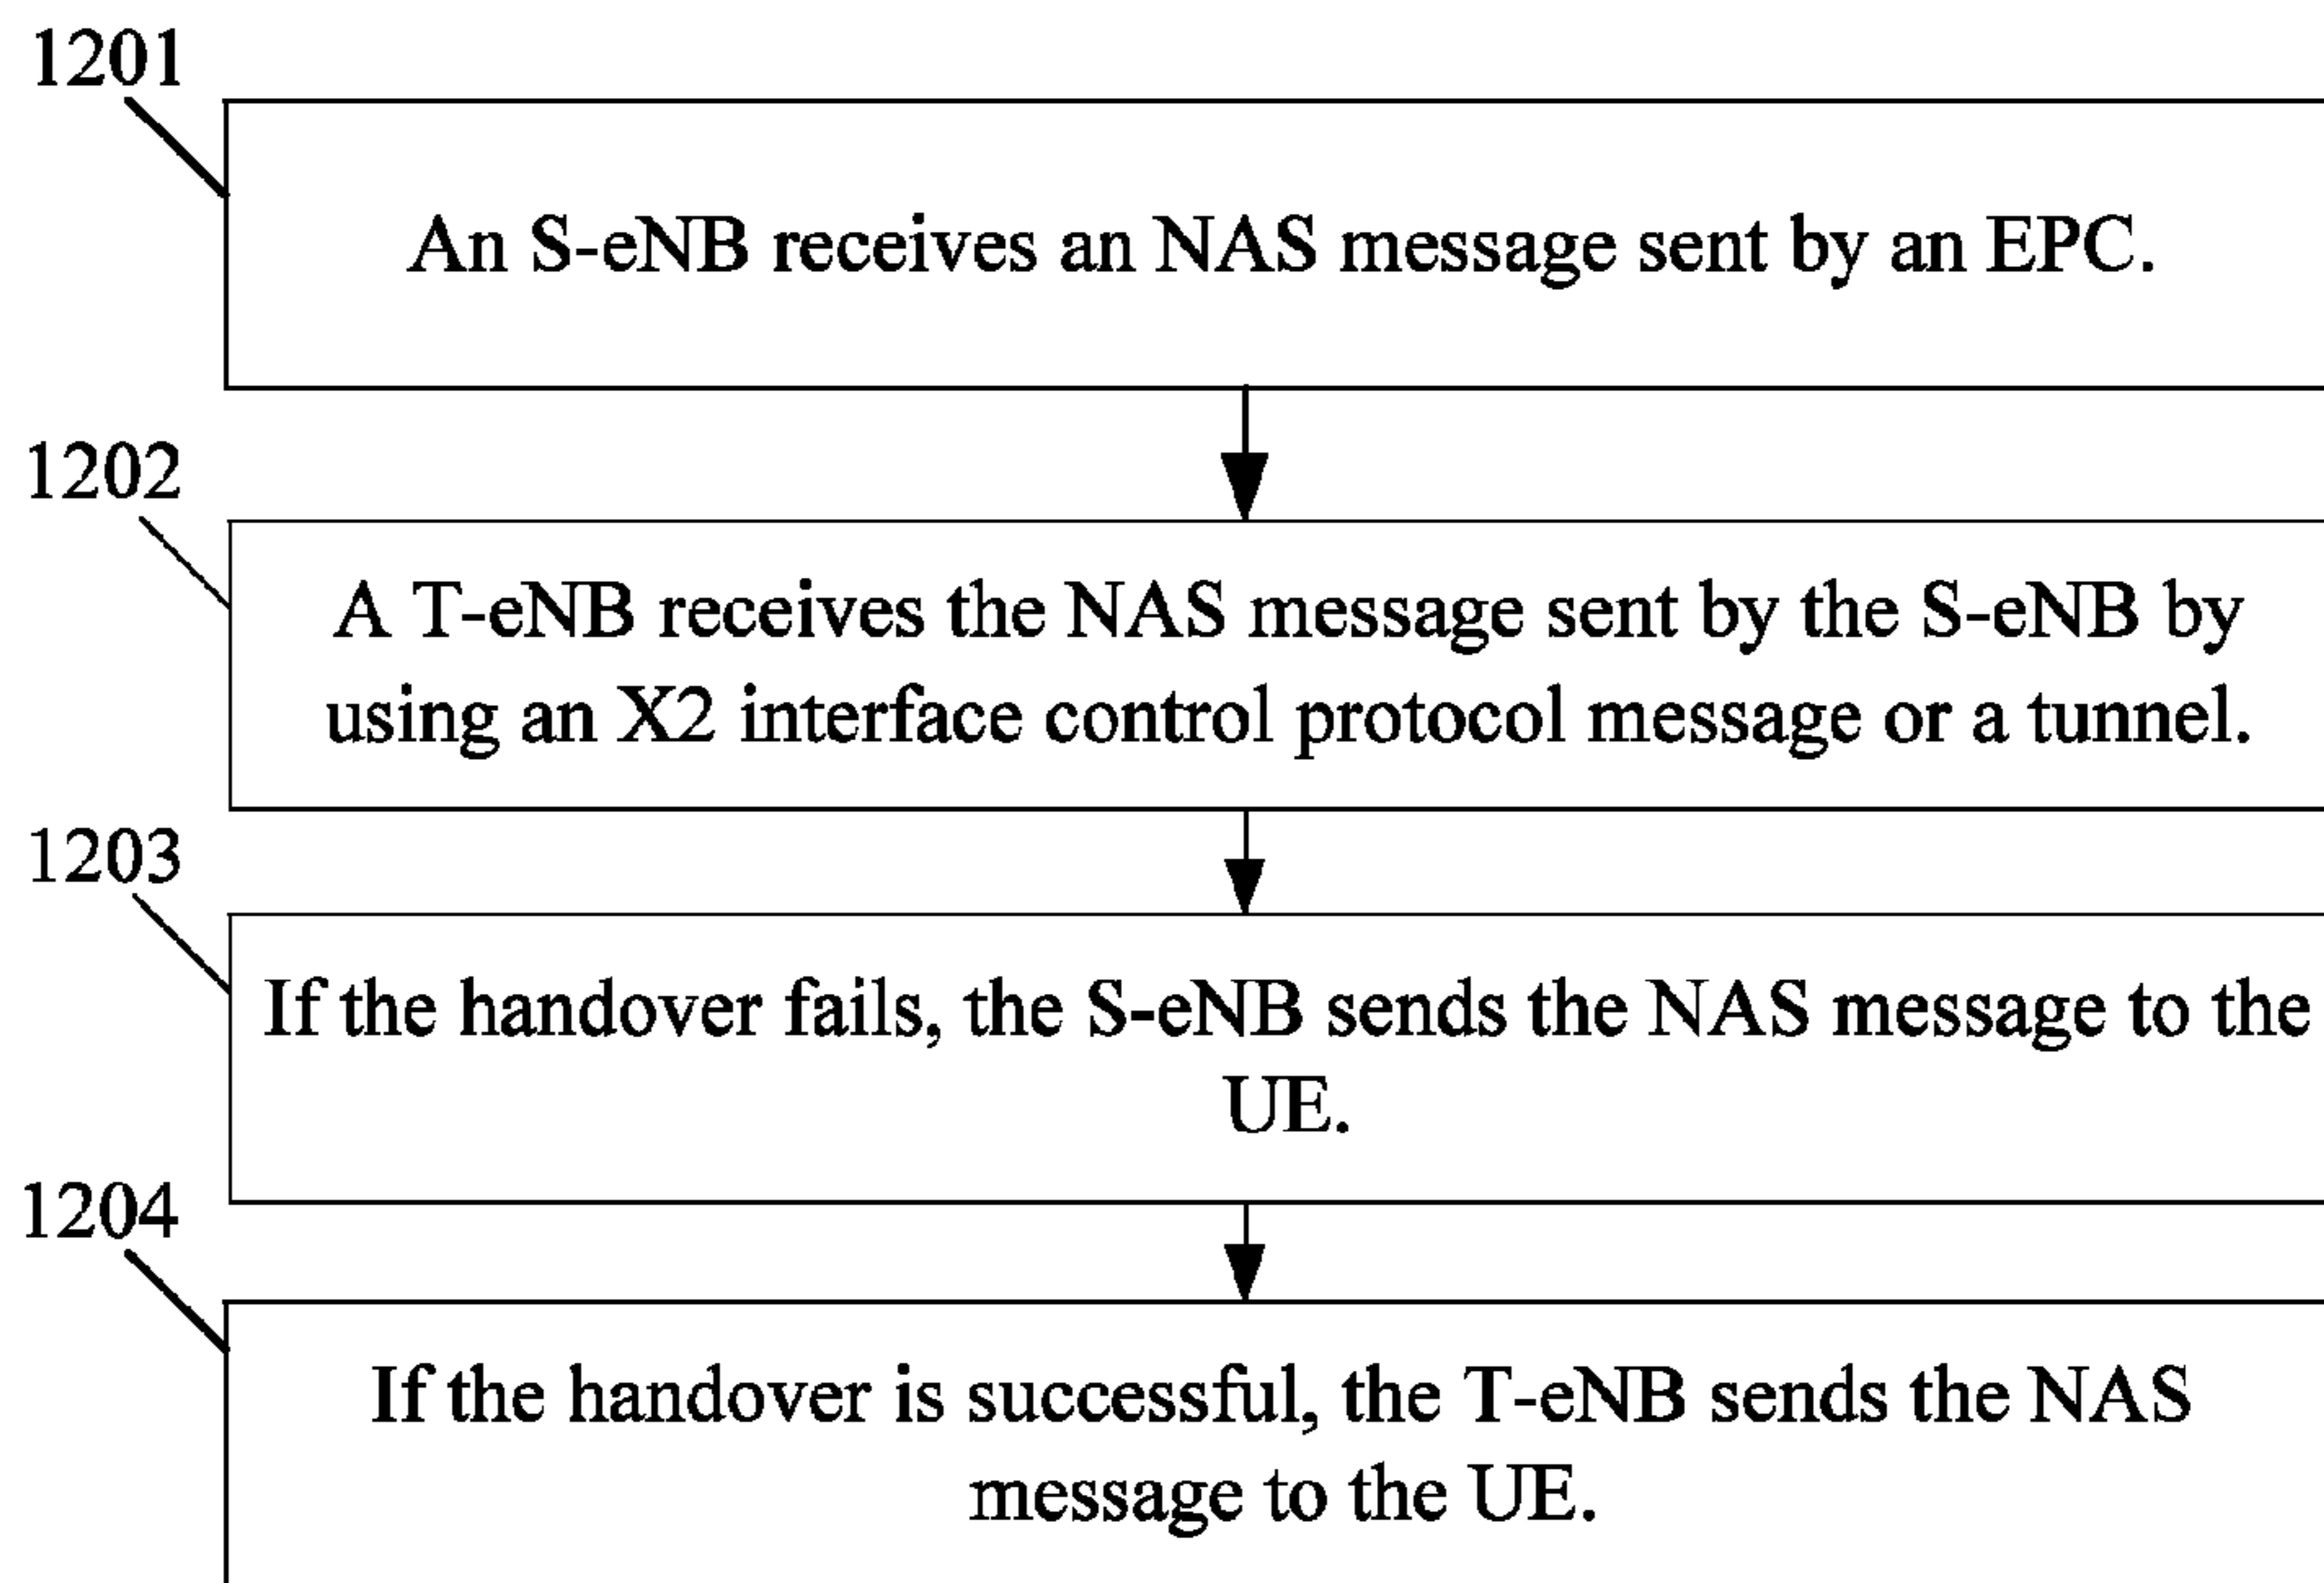 1201
An S-eNB receives an NAS message sent by an EPC.
1202
A T-eNB receives the NAS message sent by the S-eNB by
using an X2 interface control protocol message or a tunnel.
1203
If the handover fails, the S-eNB sends the NAS message to the
UE.
1204
If the handover is successful, the T-eNB sends the NAS
message to the UE.